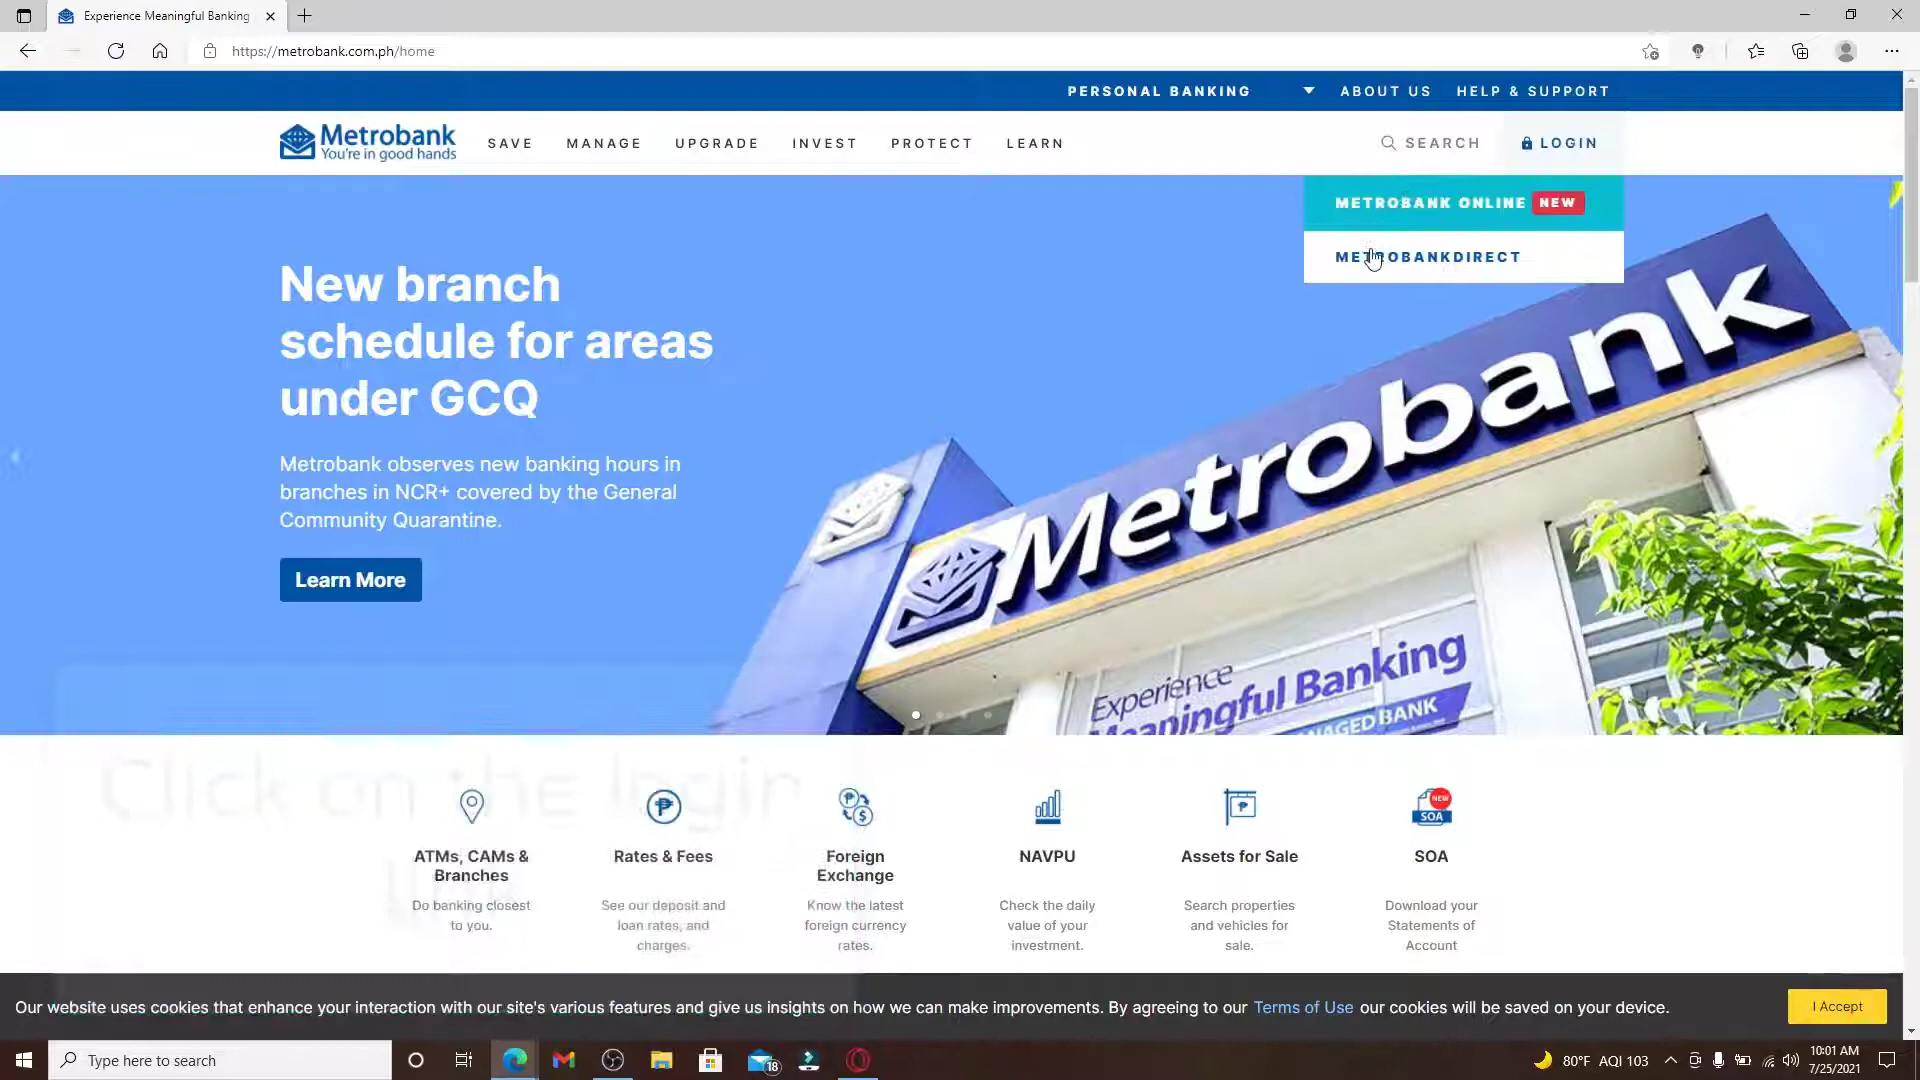 Experience Meaningful Banking
https://metrobank.com.ph/home
PERSONAL BANKING
ABOUT US
HELP & SUPPORT
Metrobank
You're in good hands
SAVE
MANAGE
UPGRADE
INVEST
PROTECT
LEARN
SEARCH
LOGIN
METROBANK ONLINE NEW
METROBANKDIRECT
New branch
schedule for areas
under GCQ
Metrobank observes new banking hours in
branches in NCR+ covered by the General
Community Quarantine.
Learn More
Metrobank
Experience
Meaningful Banking
MANAGED BANK
Click on the login
link
NEW
SOA
ATMs, CAMs &
Branches
Do banking closest
to you.
Rates & Fees
See our deposit and
loan rates, and
charges.
Foreign
Exchange
Know the latest
foreign currency
rates.
NAVPU
Check the daily
value of your
investment.
Assets for Sale
Search properties
and vehicles for
sale.
SOA
Download your
Statements of
Account
Our website uses cookies that enhance your interaction with our site's various features and give us insights on how we can make improvements. By agreeing to our Terms of Use our cookies will be saved on your device.
I Accept
Type here to search
18
80°F AQI 103
10:01 AM
7/25/2021